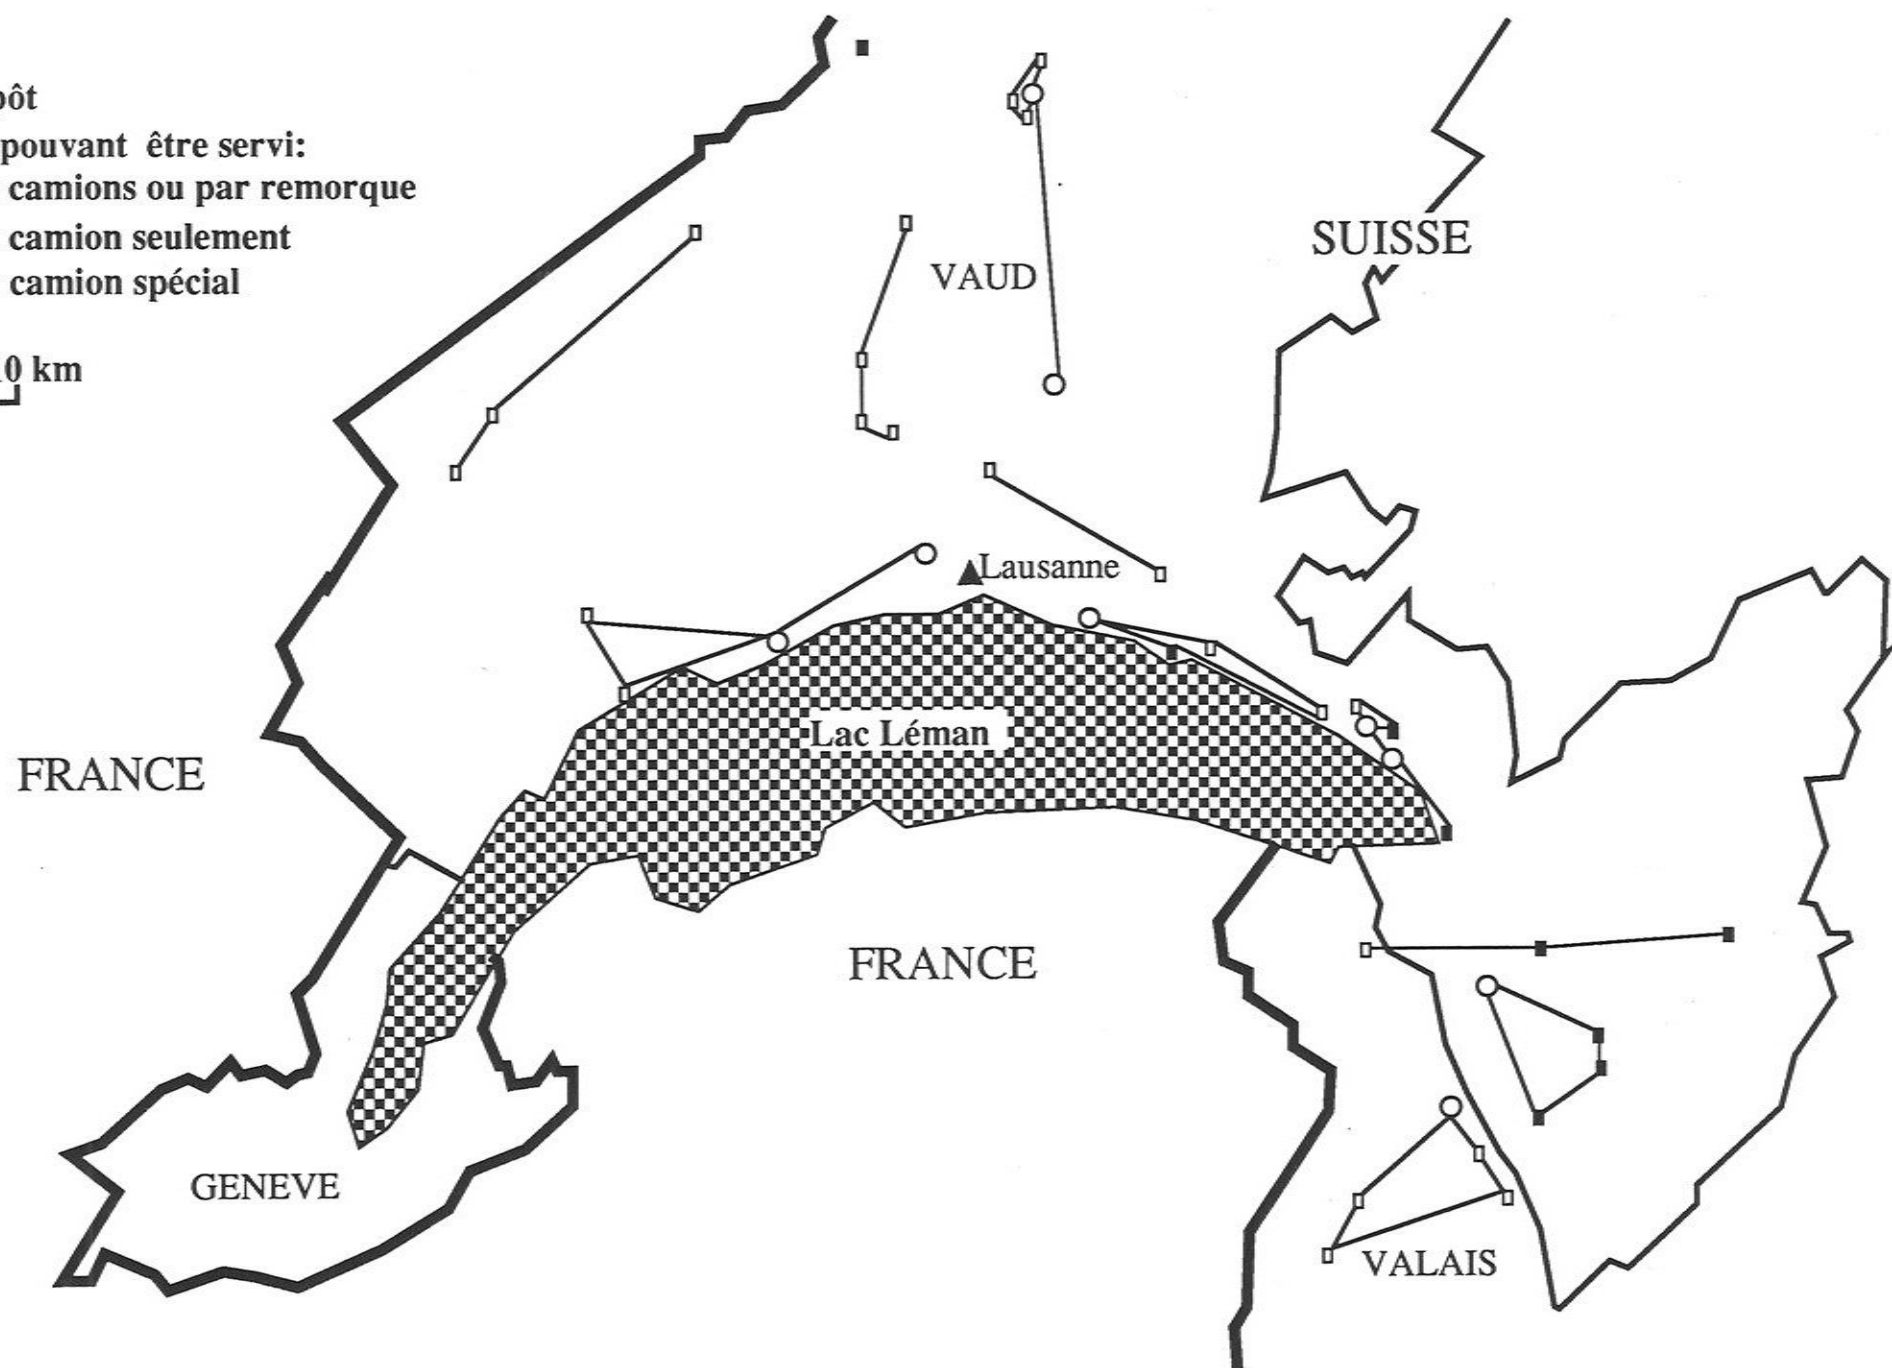 pôt
pouvant être servi:
camions ou par remorque
camion seulement
camion spécial
10 km
SUISSE
VAUD
Lausanne
Lac Léman
FRANCE
FRANCE
GENEVE
VALAIS